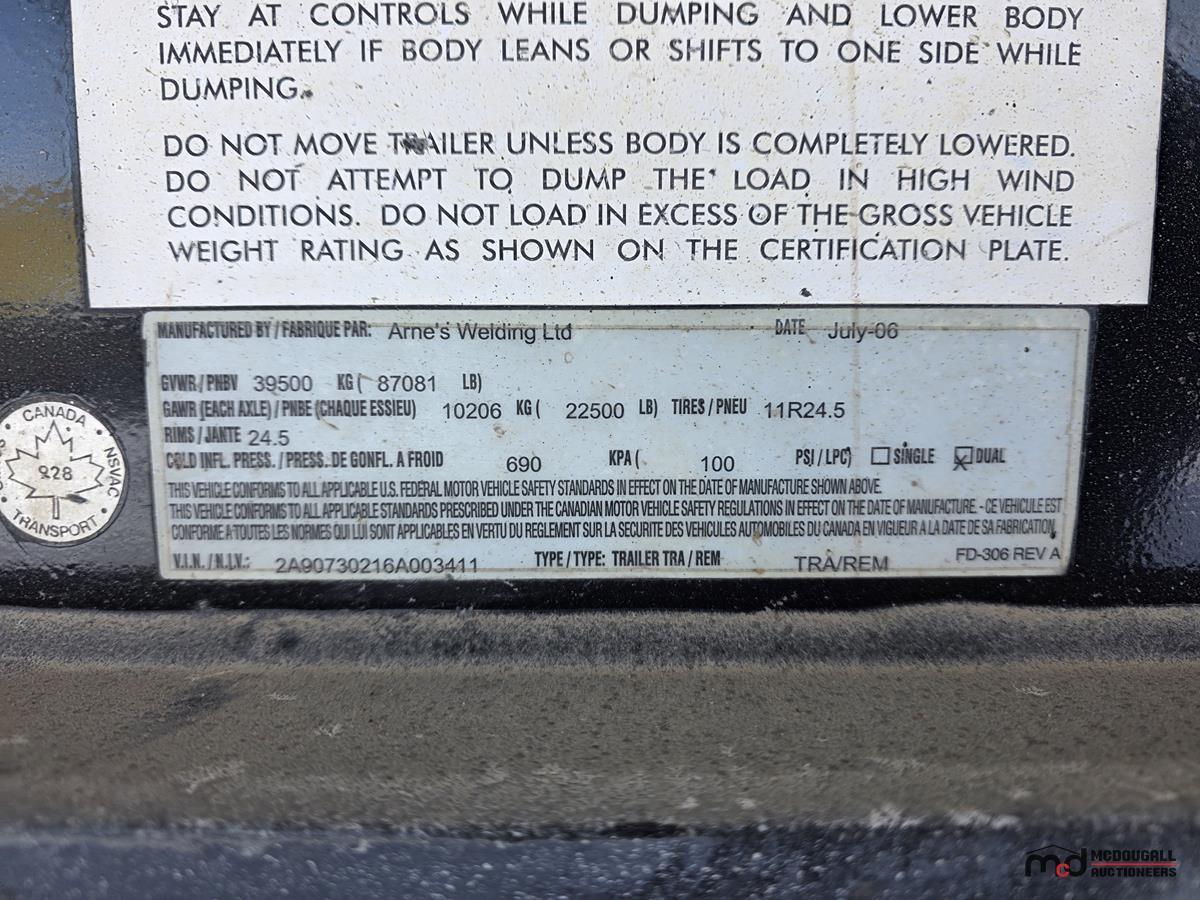 STAY AT CONTROLS WHILE DUMPING AND LOWER BODY
IMMEDIATELY IF BODY LEANS OR SHIFTS TO ONE SIDE WHILE
DUMPING.
DO NOT MOVE TRAILER UNLESS BODY IS COMPLETELY LOWERED.
DO NOT ATTEMPT TO DUMP THE LOAD IN HIGH WIND
CONDITIONS. DO NOT LOAD IN EXCESS OF THE GROSS VEHICLE
WEIGHT RATING AS SHOWN ON THE CERTIFICATION PLATE.
MANUFACTURED BY / FABRIQUE PAR: Arne's Welding Ltd DATE July-06
GVWR / PNBV 39500 KG ( 87081 LB)
GAWR (EACH AXLE) / PNBE (CHAQUE ESSIEU) 10206 KG ( 22500 LB) TIRES / PNEU 11R24.5
RIMS / JANTE 24.5
COLD INFL. PRESS. / PRESS. DE GONFL. A FROID 690 KPA ( 100 PSI / LPC) SINGLE DUAL
THIS VEHICLE CONFORMS TO ALL APPLICABLE U.S. FEDERAL MOTOR VEHICLE SAFETY STANDARDS IN EFFECT ON THE DATE OF MANUFACTURE SHOWN ABOVE.
THIS VEHICLE CONFORMS TO ALL APPLICABLE STANDARDS PRESCRIBED UNDER THE CANADIAN MOTOR VEHICLE SAFETY REGULATIONS IN EFFECT ON THE DATE OF MANUFACTURE. - CE VEHICULE EST
CONFORME A TOUTES LES NORMES QUI LUI SONT APPLICABLES EN VERTU DU REGLEMENT SUR LA SECURITE DES VEHICULES AUTOMOBILES DU CANADA EN VIGUEUR A LA DATE DE SA FABRICATION.
V.I.N. / N.I.V.: 2A90730216A003411 TYPE / TYPE: TRAILER TRA / REM TRA/REM FD-306 REV A
CANADA
NSVAC
828
TRANSPORT
mcd MCDOUGALL
AUCTIONEERS